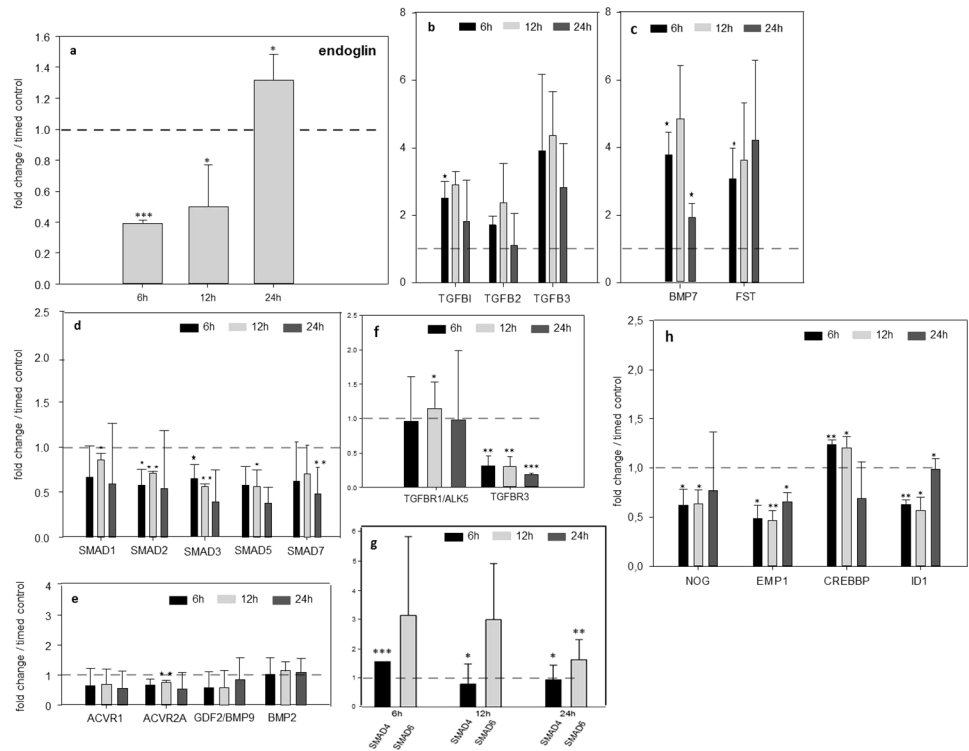 a
endoglin
fold change / timed control
1.6
1.4
1.2
1.0
0.8
0.6
0.4
0.2
0.0
***
*
*
6h
12h
24h
b
6h
12h
24h
8
6
4
2
0
*
TGFBI
TGFB2
TGFB3
c
6h
12h
24h
8
6
4
2
0
*
*
*
BMP7
FST
d
6h
12h
24h
fold change / timed control
2.5
2.5
2.0
1.5
1.0
0.5
0.0
*
*
**
*
**
*
**
SMAD1
SMAD2
SMAD3
SMAD5
SMAD7
f
6h
12h
24h
2.5
2.0
1.5
1.0
0.5
0.0
*
**
**
***
TGFBR1/ALK5
TGFBR3
h
6h
12h
24h
fold change / timed control
2,5
2,0
1,5
1,0
0,5
0,0
*
*
*
**
*
**
*
**
*
*
NOG
EMP1
CREBBP
ID1
e
6h
12h
24h
fold change / timed control
4
3
2
1
0
**
ACVR1
ACVR2A
GDF2/BMP9
BMP2
g
6h
12h
6
5
4
3
2
1
0
***
*
*
**
6h
12h
24h
SMAD4
SMAD6
SMAD4
SMAD6
SMAD4
SMAD6